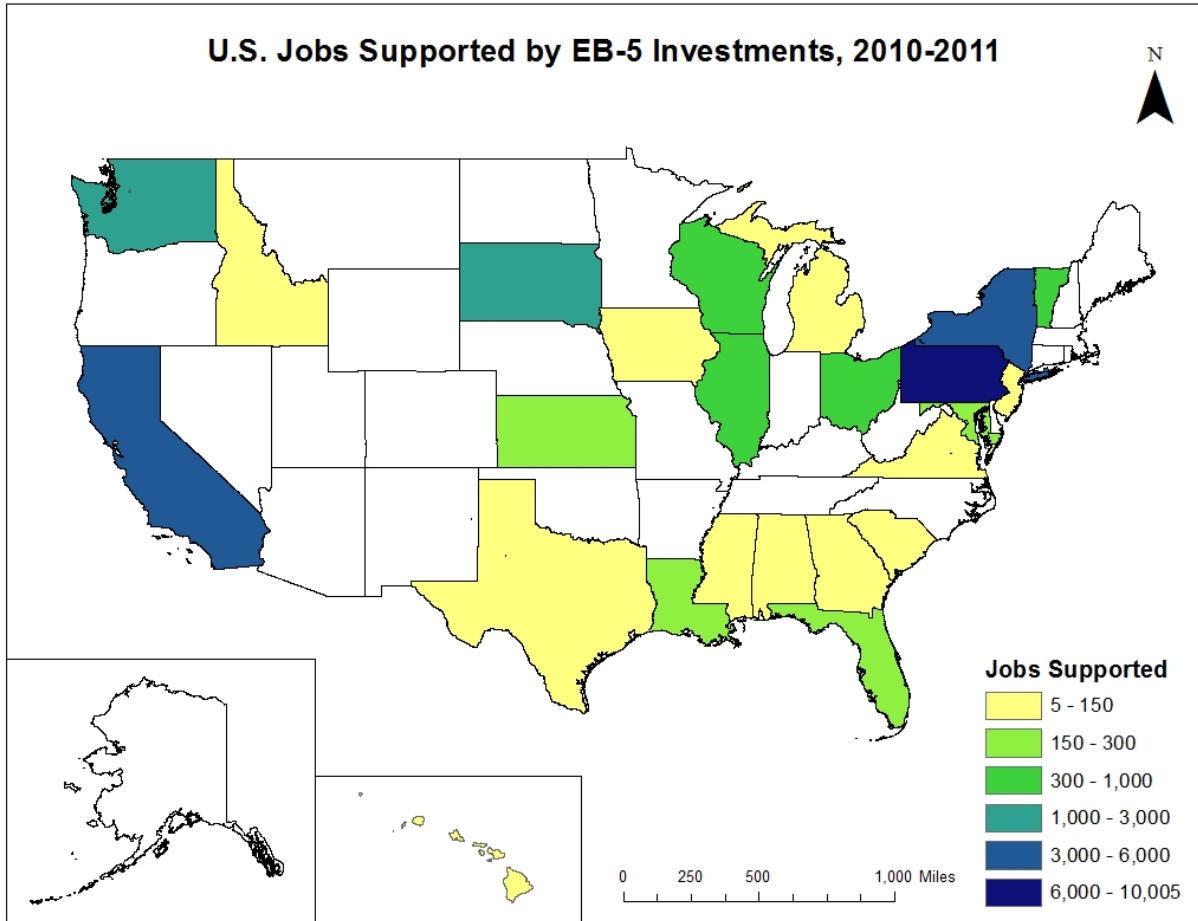 U.S. Jobs Supported by EB-5 Investments, 2010-2011
N
Jobs Supported
5 - 150
150 - 300
300 - 1,000
1,000 - 3,000
3,000 - 6,000
6,000 - 10,005
0 250 500 1,000 Miles